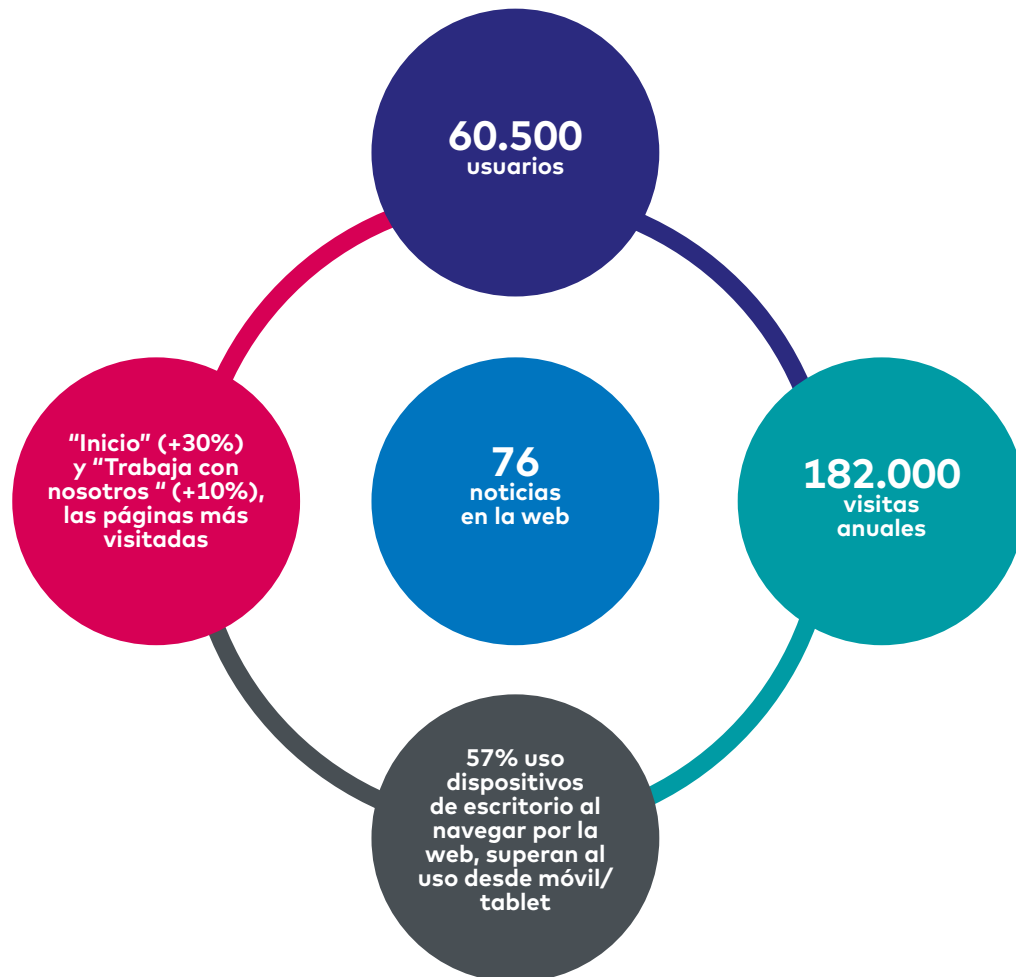 60.500
usuarios
“Inicio” (+30%)
y “Trabaja con
nosotros “ (+10%),
las páginas más
visitadas
76
noticias
en la web
182.000
visitas
anuales
57% uso
dispositivos
de escritorio al
navegar por la
web, superan al
uso desde móvil/
tablet